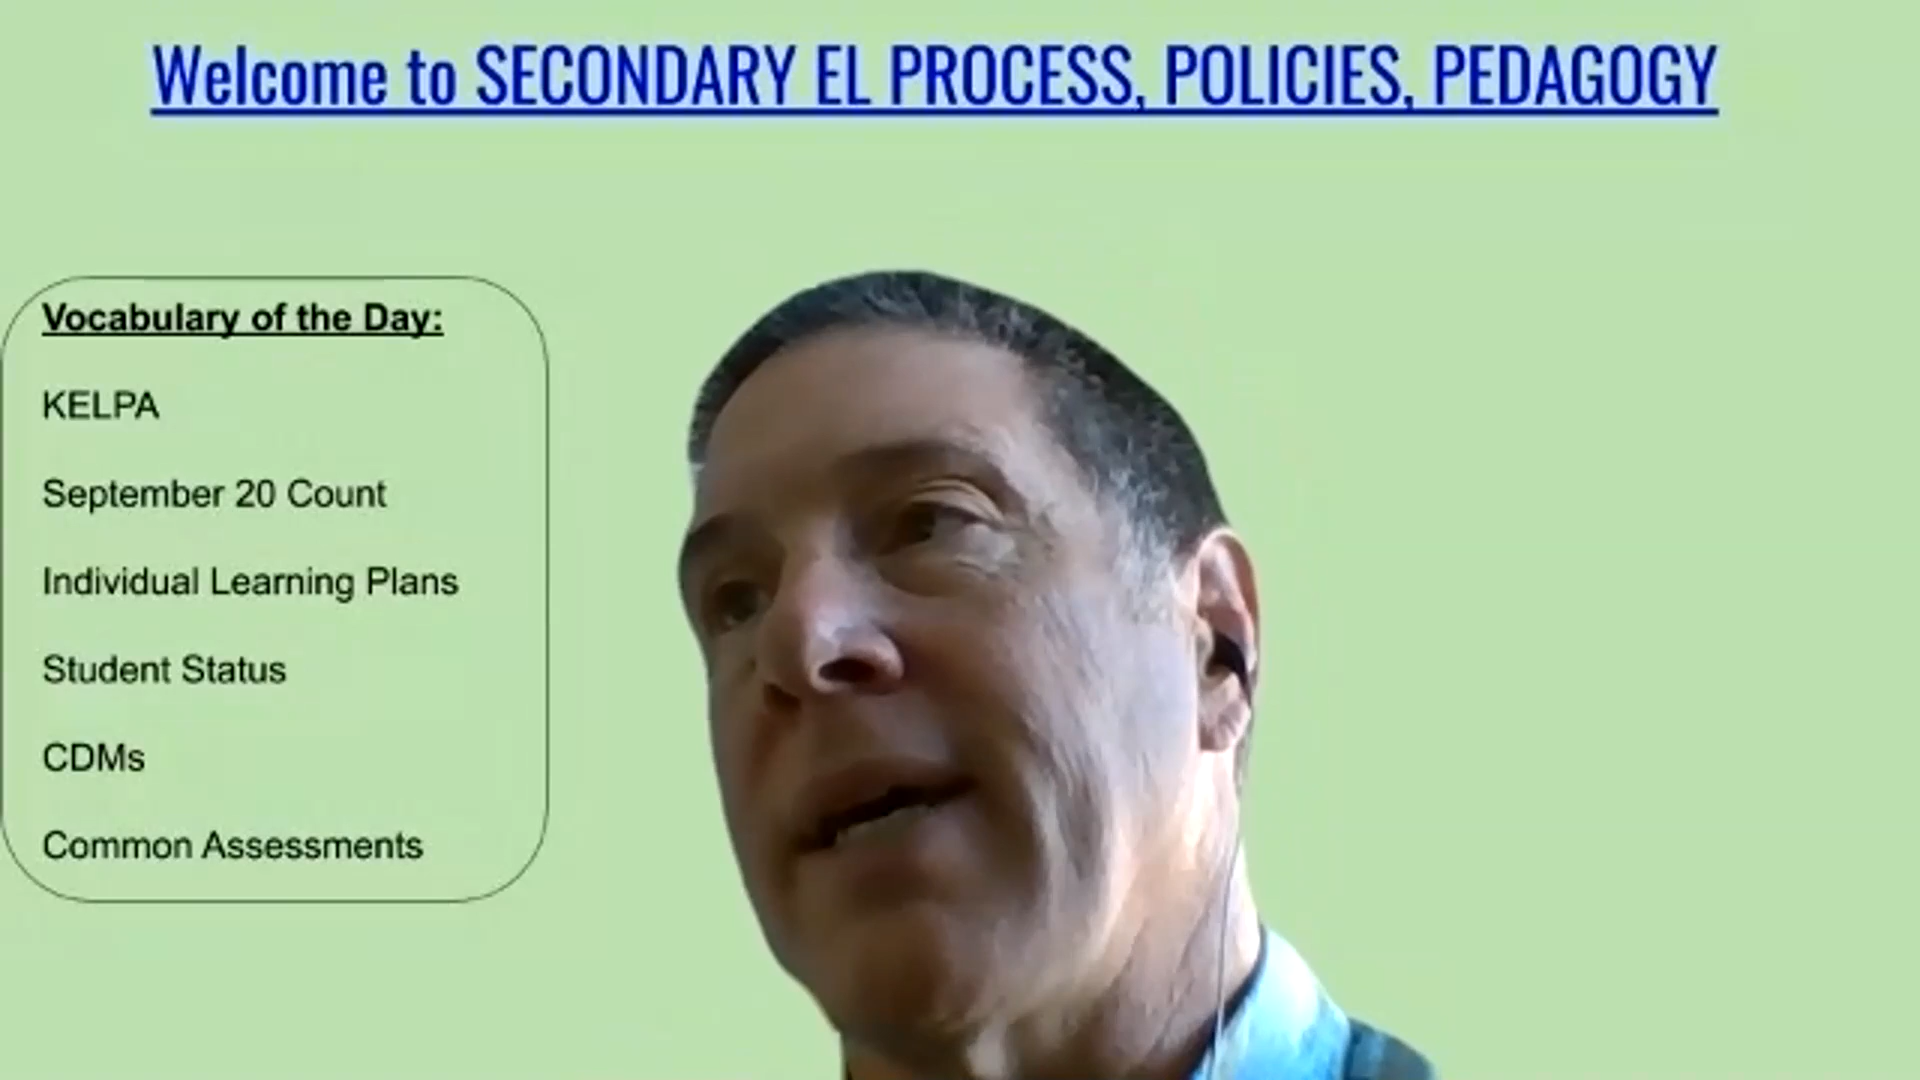 Welcome to SECONDARY EL PROCESS, POLICIES, PEDAGOGY
Vocabulary of the Day:
KELPA
September 20 Count
Individual Learning Plans
Student Status
CDMs
Common Assessments